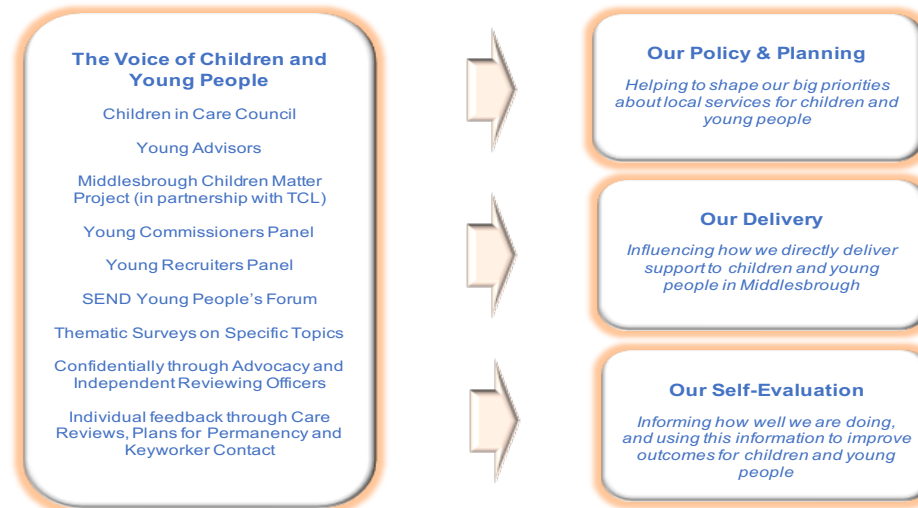 The Voice of Children and
Young People
Children in Care Council
Young Advisors
Middlesbrough Children Matter
Project (in partnership with TCL)
Young Commissioners Panel
Young Recruiters Panel
SEND Young People's Forum
Thematic Surveys on Specific Topics
Confidentially through Advocacy and
Independent Reviewing Officers
Individual feedback through Care
Reviews, Plans for Permanency and
Keyworker Contact
Our Policy & Planning
Helping to shape our big priorities
about local services for children and
young people
Our Delivery
Influencing how we directly deliver
support to children and young
people in Middlesbrough
Our Self-Evaluation
Informing how well we are doing,
and using this information to improve
outcomes for children and young
people